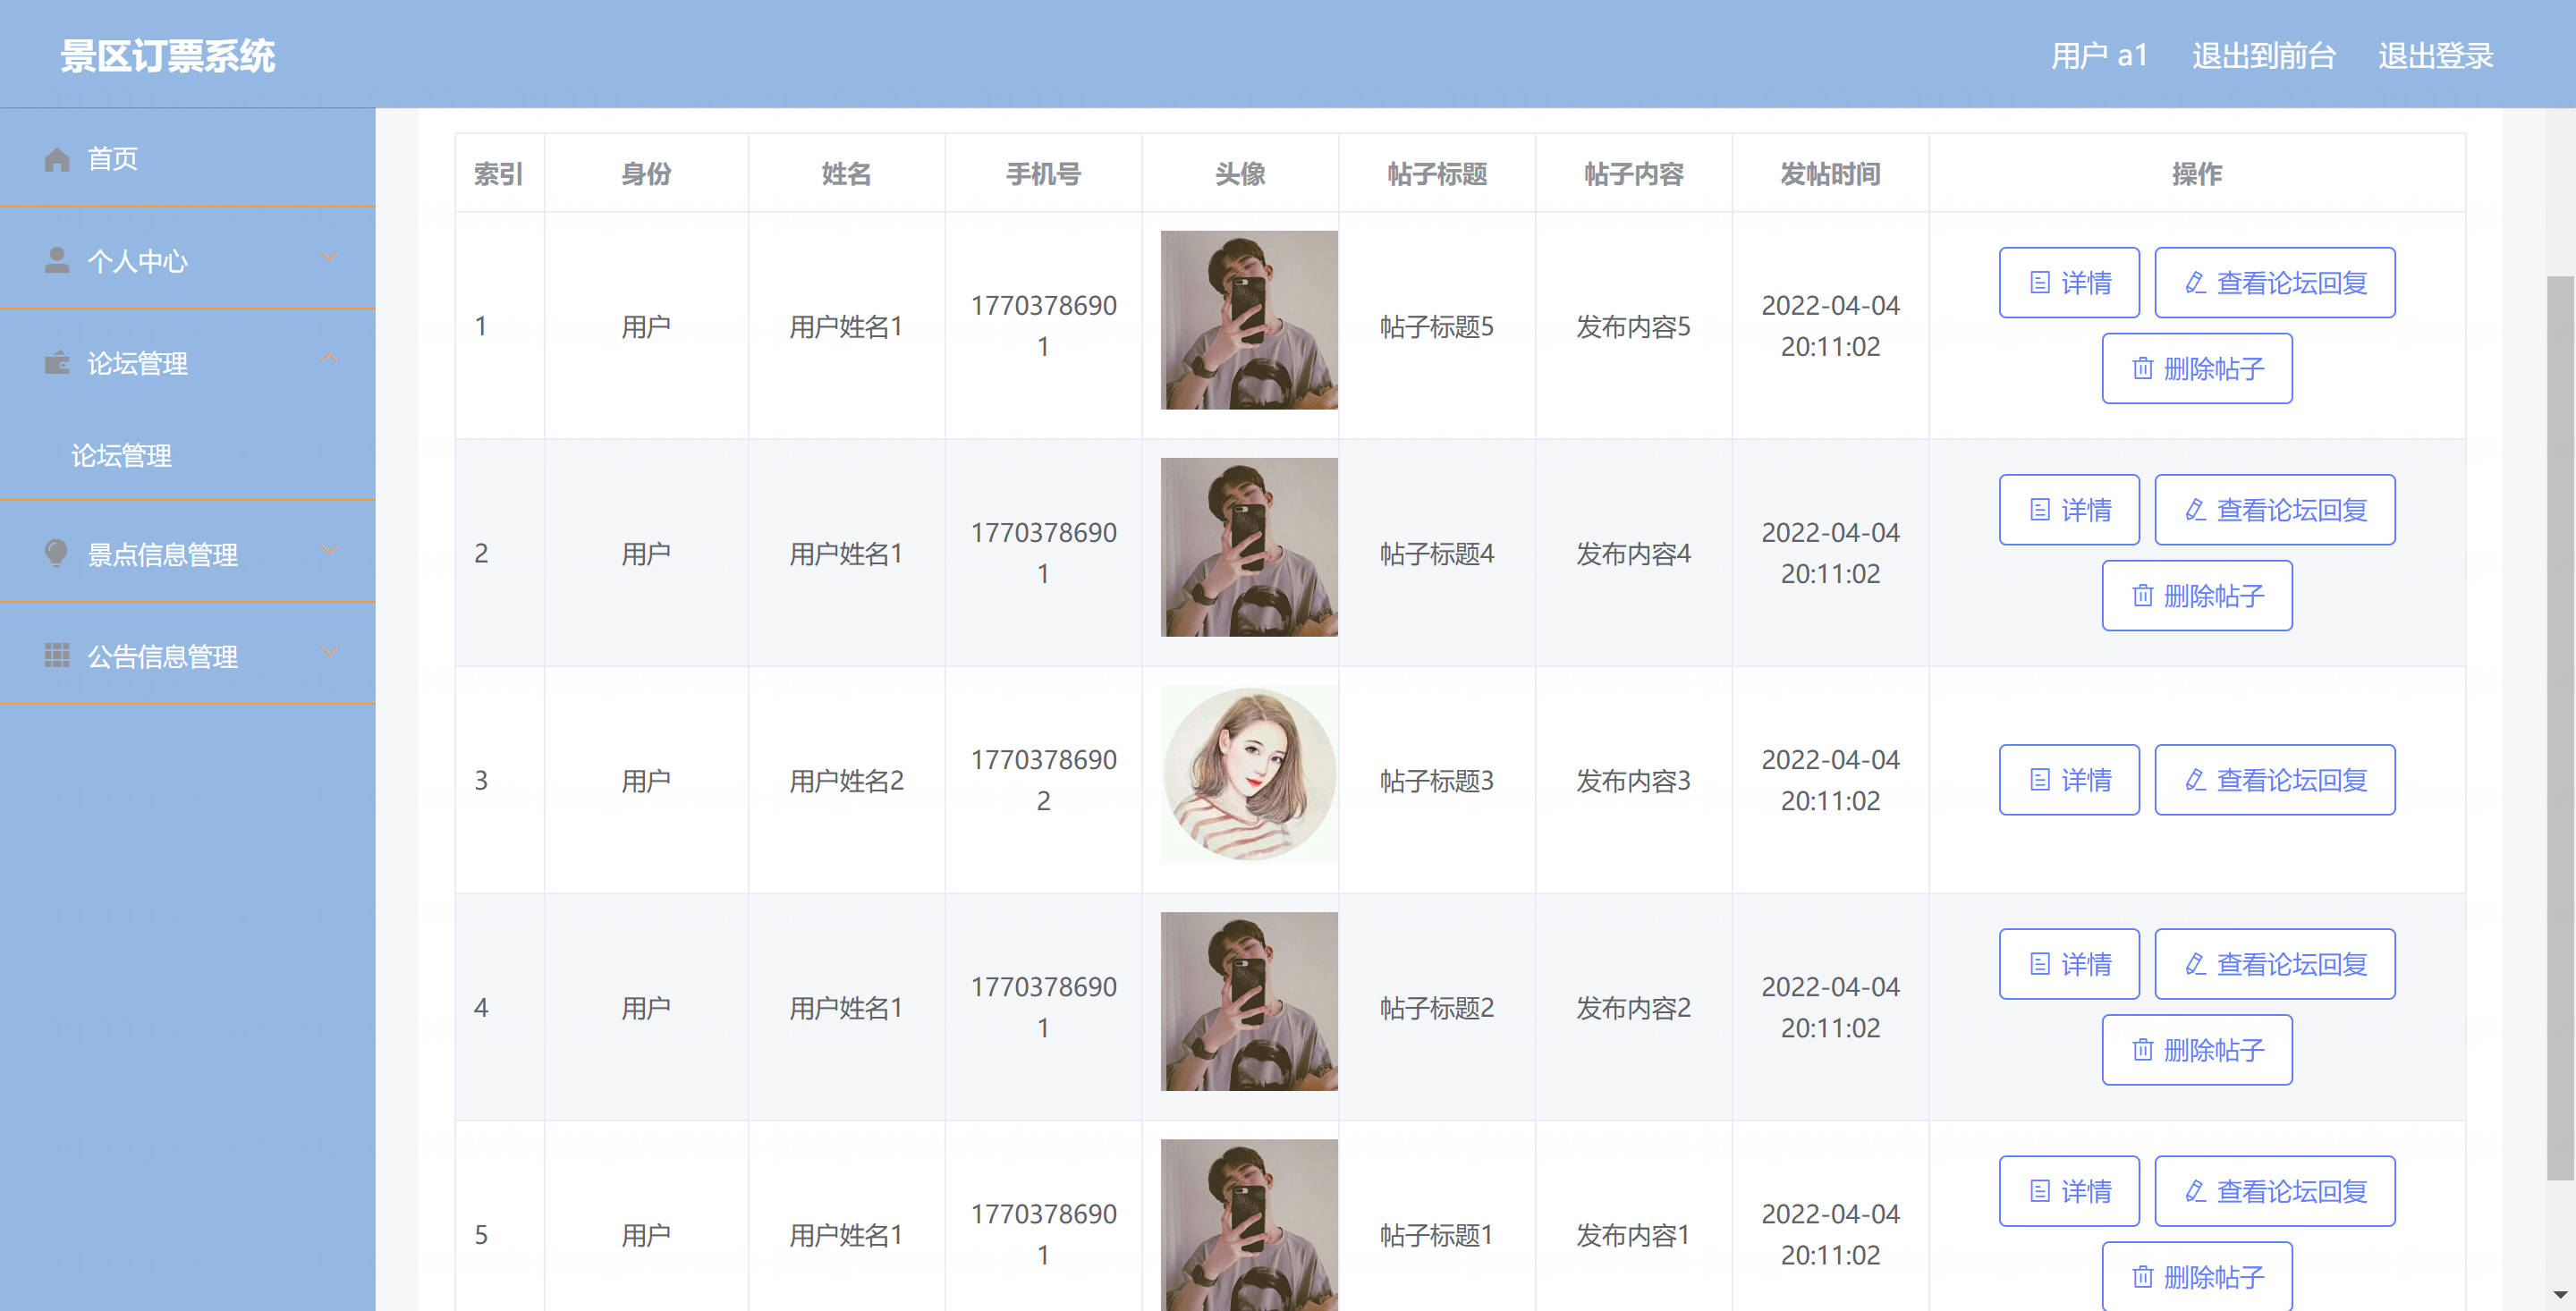 景区订票系统
用户 a1 退出到前台 退出登录
首页
个人中心
论坛管理
论坛管理
景点信息管理
公告信息管理
索引 身份 姓名 手机号 头像 帖子标题 帖子内容 发帖时间 操作
1 用户 用户姓名1 17703786901 帖子标题5 发布内容5 2022-04-04 20:11:02 详情 查看论坛回复
删除帖子
2 用户 用户姓名1 17703786901 帖子标题4 发布内容4 2022-04-04 20:11:02 详情 查看论坛回复
删除帖子
3 用户 用户姓名2 17703786902 帖子标题3 发布内容3 2022-04-04 20:11:02 详情 查看论坛回复
4 用户 用户姓名1 17703786901 帖子标题2 发布内容2 2022-04-04 20:11:02 详情 查看论坛回复
删除帖子
5 用户 用户姓名1 17703786901 帖子标题1 发布内容1 2022-04-04 20:11:02 详情 查看论坛回复
删除帖子